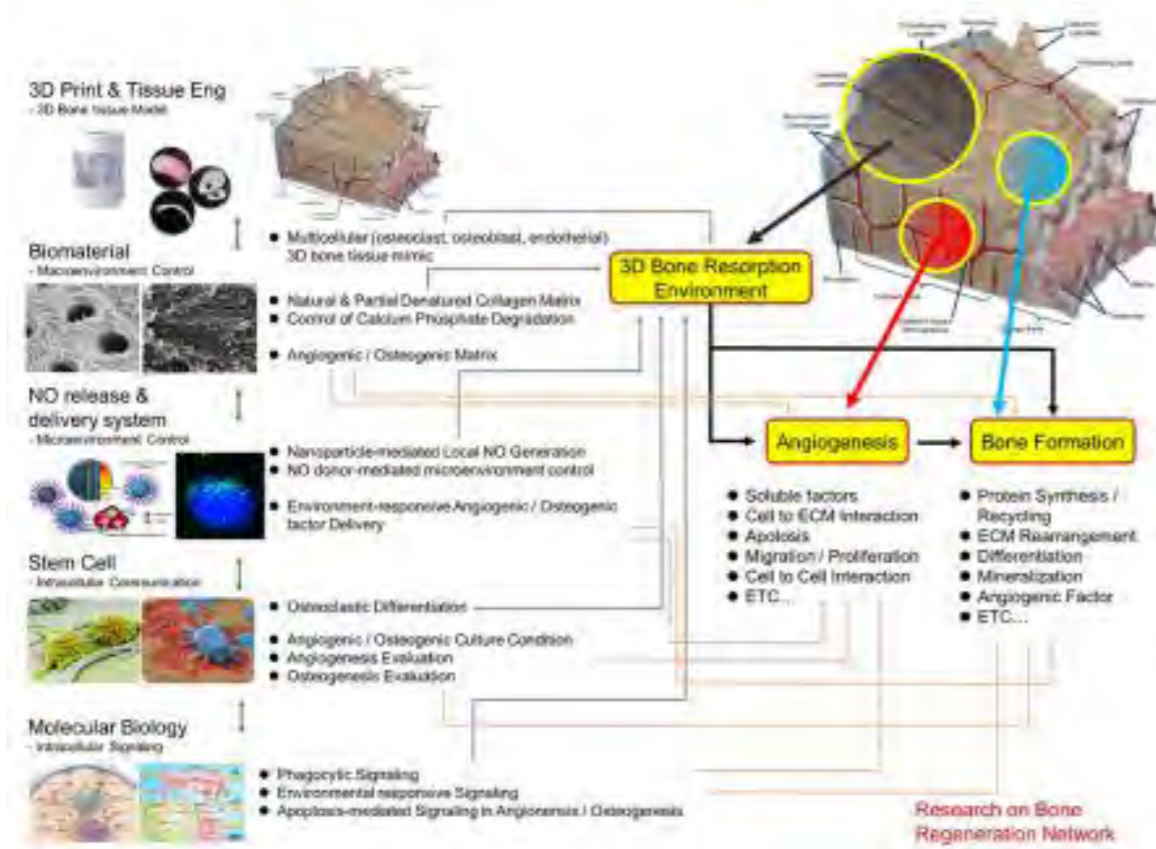 3D Print & Tissue Eng
- 3D Bone tissue Model
Biomaterial
- Macroenvironment Control
NO release &
delivery system
- Microenvironment Control
Stem Cell
- Intracellular Communication
Molecular Biology
- Intracellular Signaling
● Multicellular (osteoclast, osteoblast, endotherial)
3D bone tissue mimic
● Natural & Partial Denatured Collagen Matrix
● Control of Calcium Phosphate Degradation
● Angiogenic / Osteogenic Matrix
● Nanoparticle-mediated Local NO Generation
● NO donor-mediated microenvironment control
● Environment-responsive Angiogenic / Osteogenic
factor Delivery
● Osteoclastic Differentiation
● Angiogenic / Osteogenic Culture Condition
● Angiogenesis Evaluation
● Osteogenesis Evaluation
● Phagocytic Signaling
● Environmental responsive Signaling
● Apoptosis-mediated Signaling in / Osteogenesis
3D Bone Resorption
Environment
Angiogenesis
● Soluble factors
● Cell to ECM Interaction
● Apotosis
● Migration / Proliferation
● Cell to Cell Interaction
● ETC...
Bone Formation
● Protein Synthesis /
Recycling
● ECM Rearrangement
● Differentiation
● Mineralization
● Angiogenic Factor
● ETC...
Research on Bone
Regeneration Network